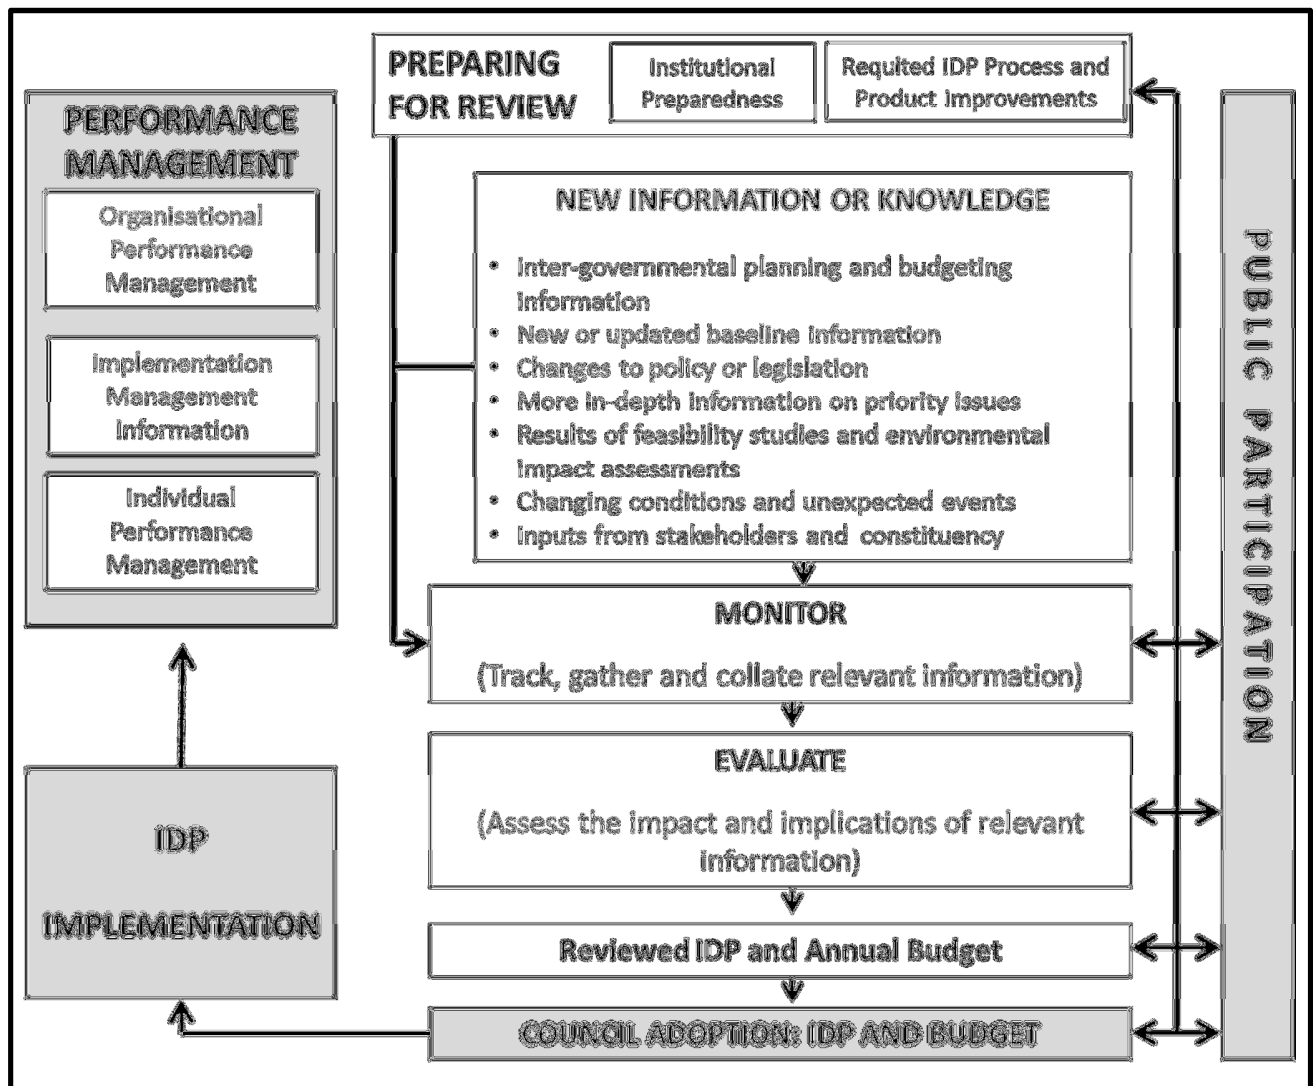 PREPARING
FOR REVIEW
Institutional
Preparedness
Requited IDP Process and
Product Improvements
PERFORMANCE
MANAGEMENT
Organisational
Performance
Management
Implementation
Management
Information
Individual
Performance
Management
NEW INFORMATION OR KNOWLEDGE
• Inter-governmental planning and budgeting
information
• New or updated baseline information
• Changes to policy or legislation
• More in-depth information on priority issues
• Results of feasibility studies and environmental
impact assessments
• Changing conditions and unexpected events
• Inputs from stakeholders and constituency
MONITOR
(Track, gather and collate relevant information)
EVALUATE
(Assess the impact and implications of relevant
information)
IDP
IMPLEMENTATION
Reviewed IDP and Annual Budget
COUNCIL ADOPTION: IDP AND BUDGET
PUBLIC PARTICIPATION